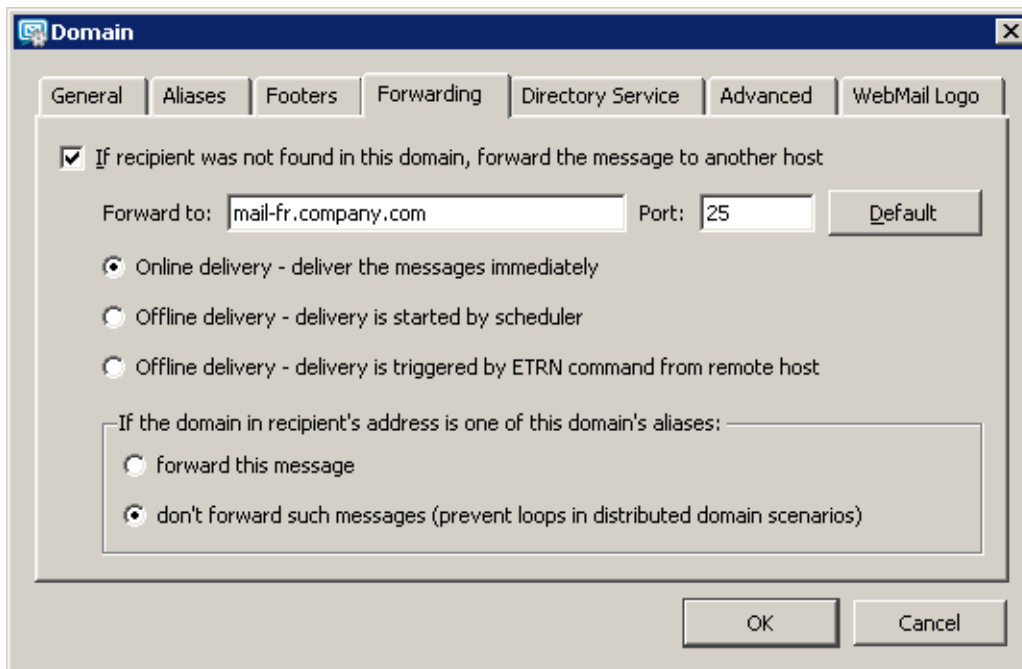 Domain
General Aliases Footers Forwarding Directory Service Advanced WebMail Logo
If recipient was not found in this domain, forward the message to another host
Forward to: mail-fr.company.com Port: 25 Default
Online delivery - deliver the messages immediately
Offline delivery - delivery is started by scheduler
Offline delivery - delivery is triggered by ETRN command from remote host
If the domain in recipient's address is one of this domain's aliases:
forward this message
don't forward such messages (prevent loops in distributed domain scenarios)
OK Cancel